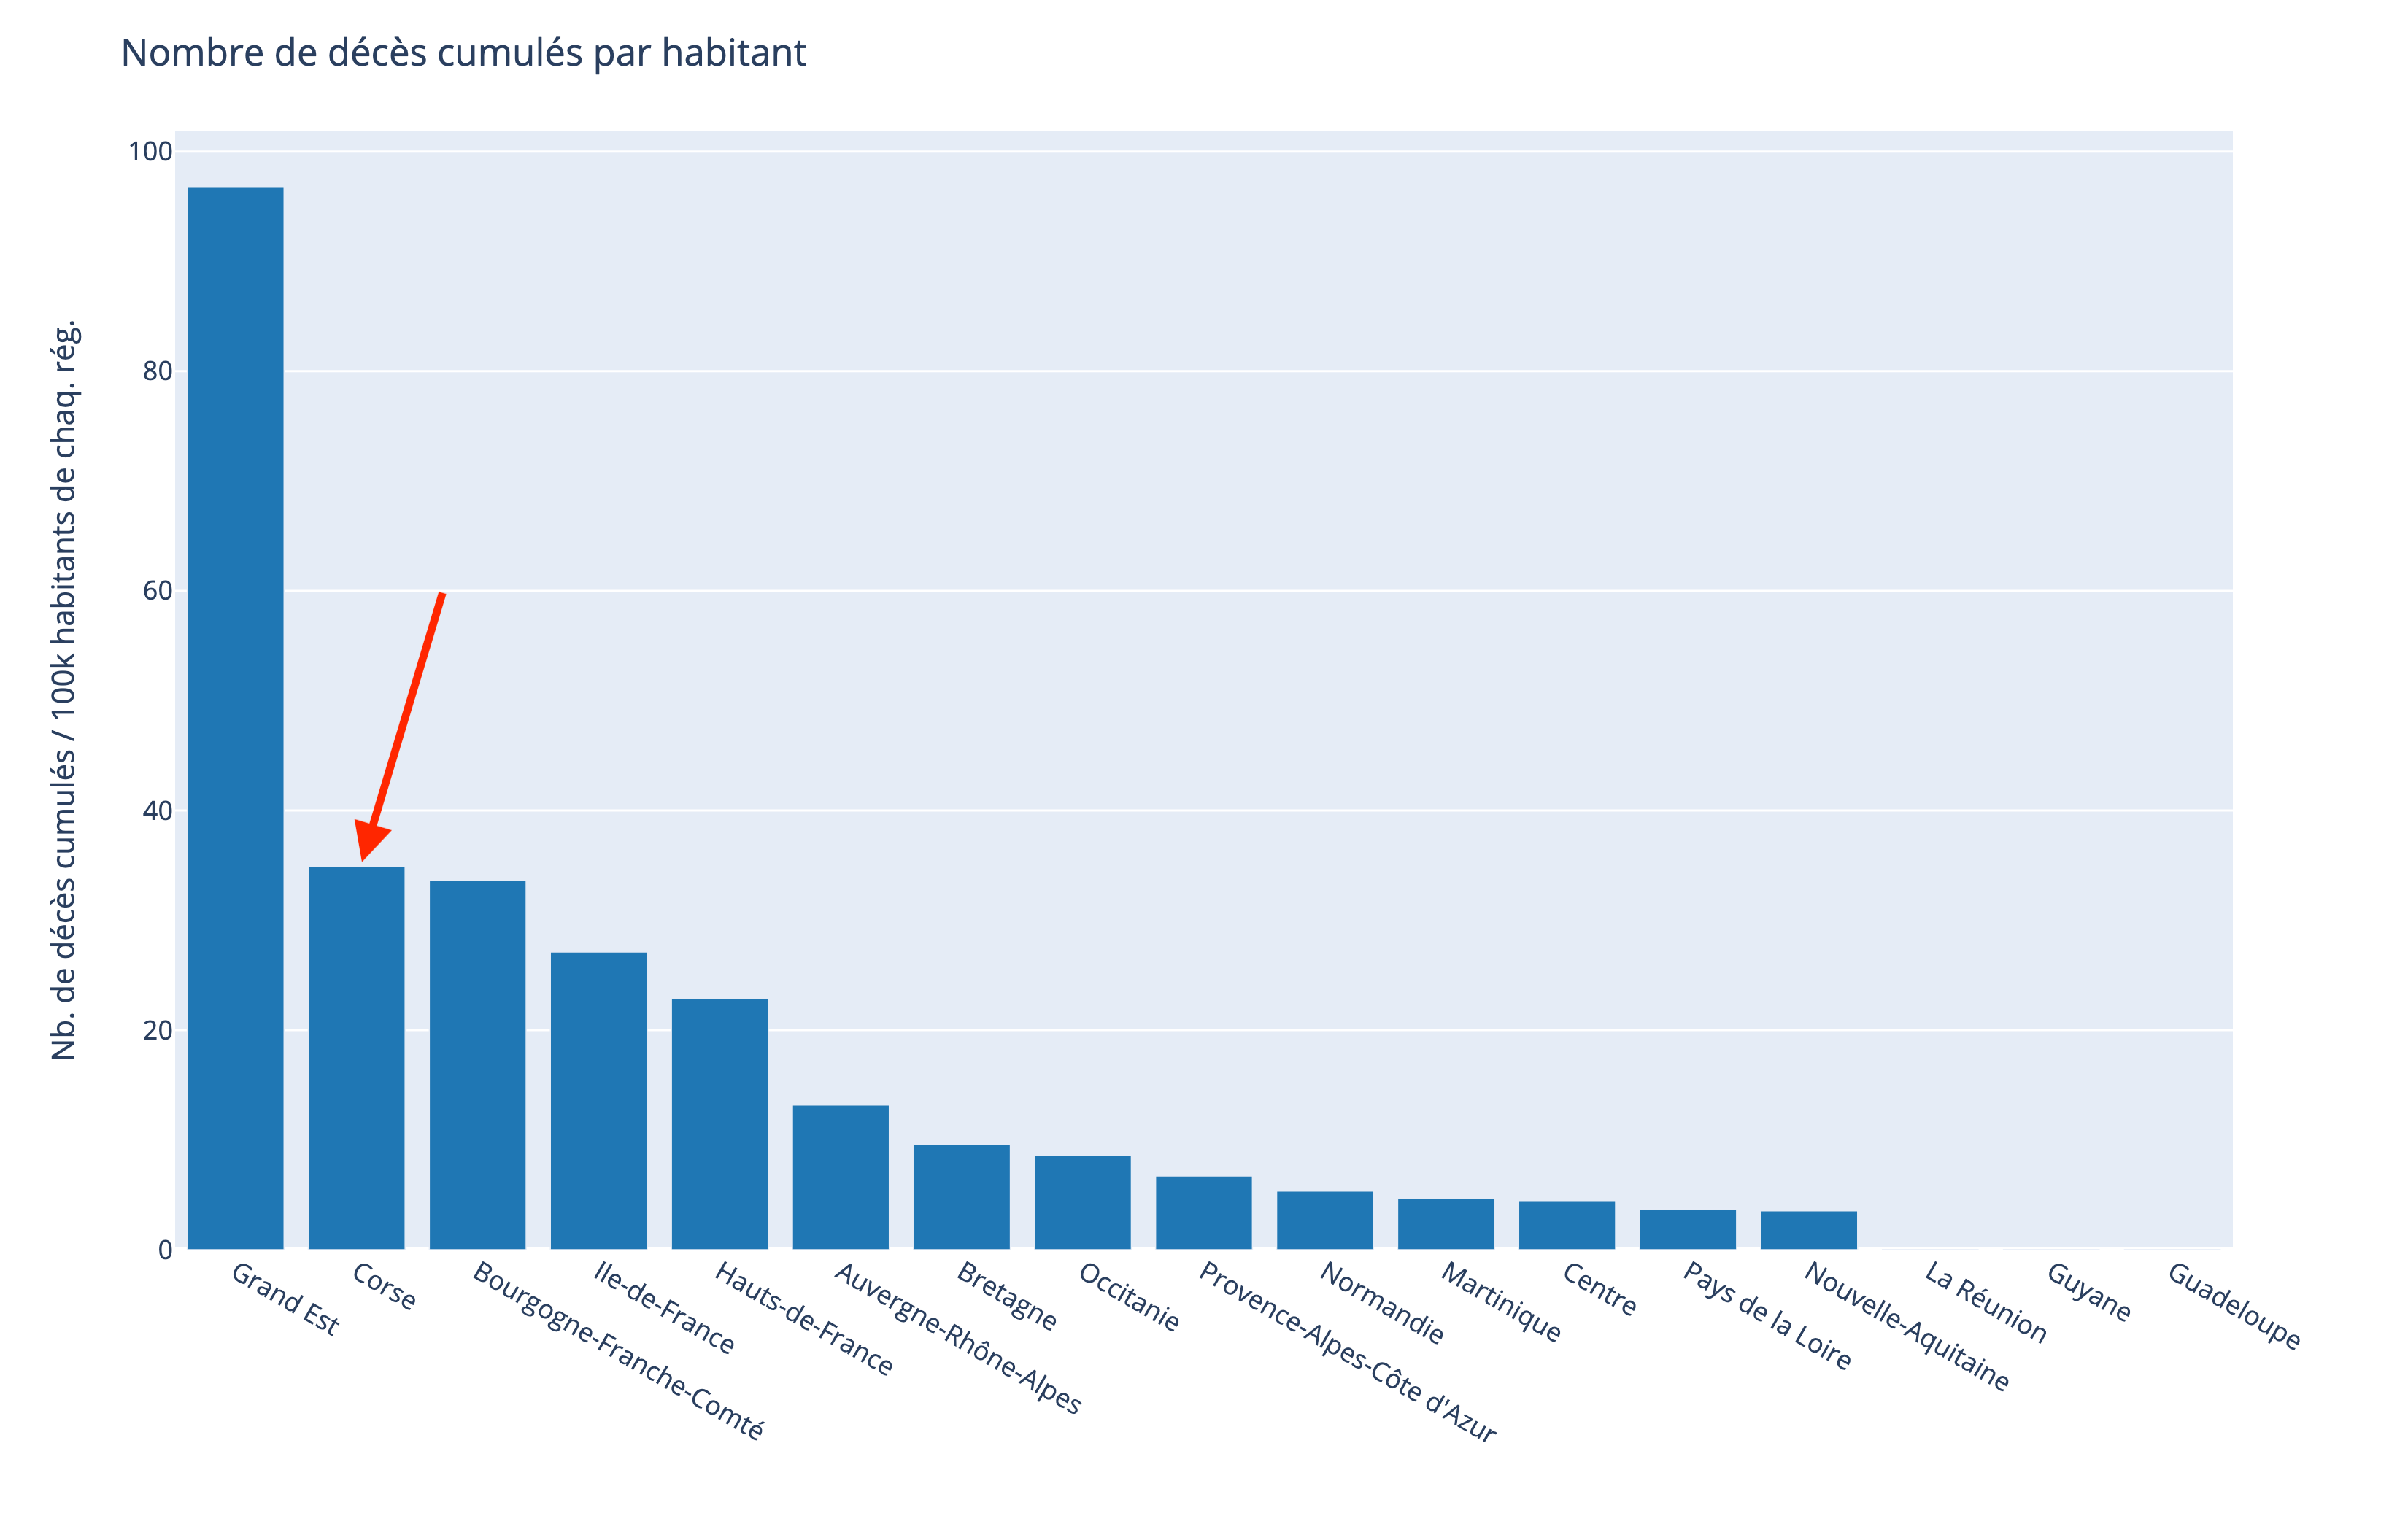 Nombre de décès cumulés par habitant
Nb. de décès cumulés / 100k habitants de chaq. rég.
100
80
60
40
20
0
Grand Est
Corse
Bourgogne-Franche-Comté
Ile-de-France
Hauts-de-France
Auvergne-Rhône-Alpes
Bretagne
Occitanie
Provence-Alpes-Côte d'Azur
Normandie
Martinique
Centre
Pays de la Loire
Nouvelle-Aquitaine
La Réunion
Guyane
Guadeloupe